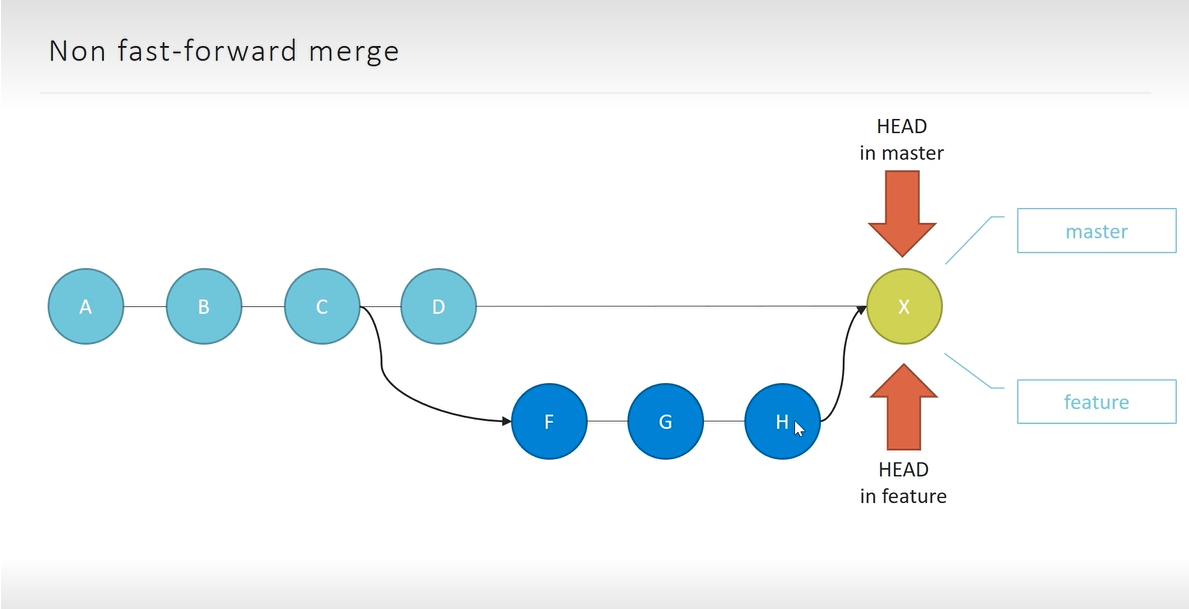 Non fast-forward merge
HEAD
in master
master
A
B
C
D
X
F
G
H
feature
HEAD
in feature